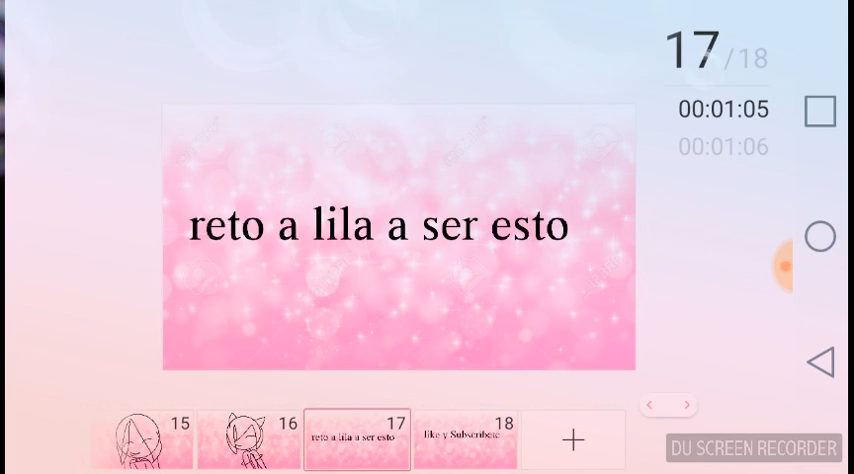 17/18
00:01:05
00:01:06
reto a lila a ser esto
15
16
17
reto a lila a ser esto
18
like y Subscribete
DU SCREEN RECORDER